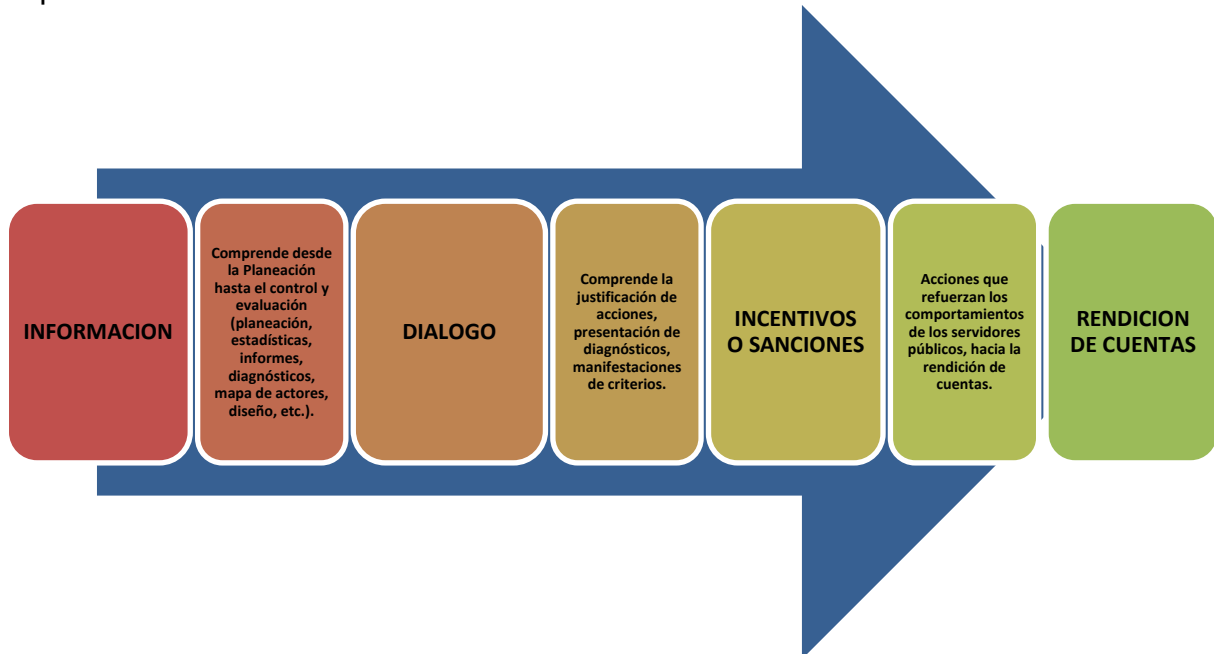 INFORMACION
Comprende desde
la Planeación
hasta el control y
evaluación
(planeación,
estadísticas,
informes,
diagnósticos,
mapa de actores,
diseño, etc.).
DIALOGO
Comprende la
justificación de
acciones,
presentación de
diagnósticos,
manifestaciones
de criterios.
INCENTIVOS
O SANCIONES
Acciones que
refuerzan los
comportamientos
de los servidores
públicos, hacia la
rendición de
cuentas.
RENDICION
DE CUENTAS